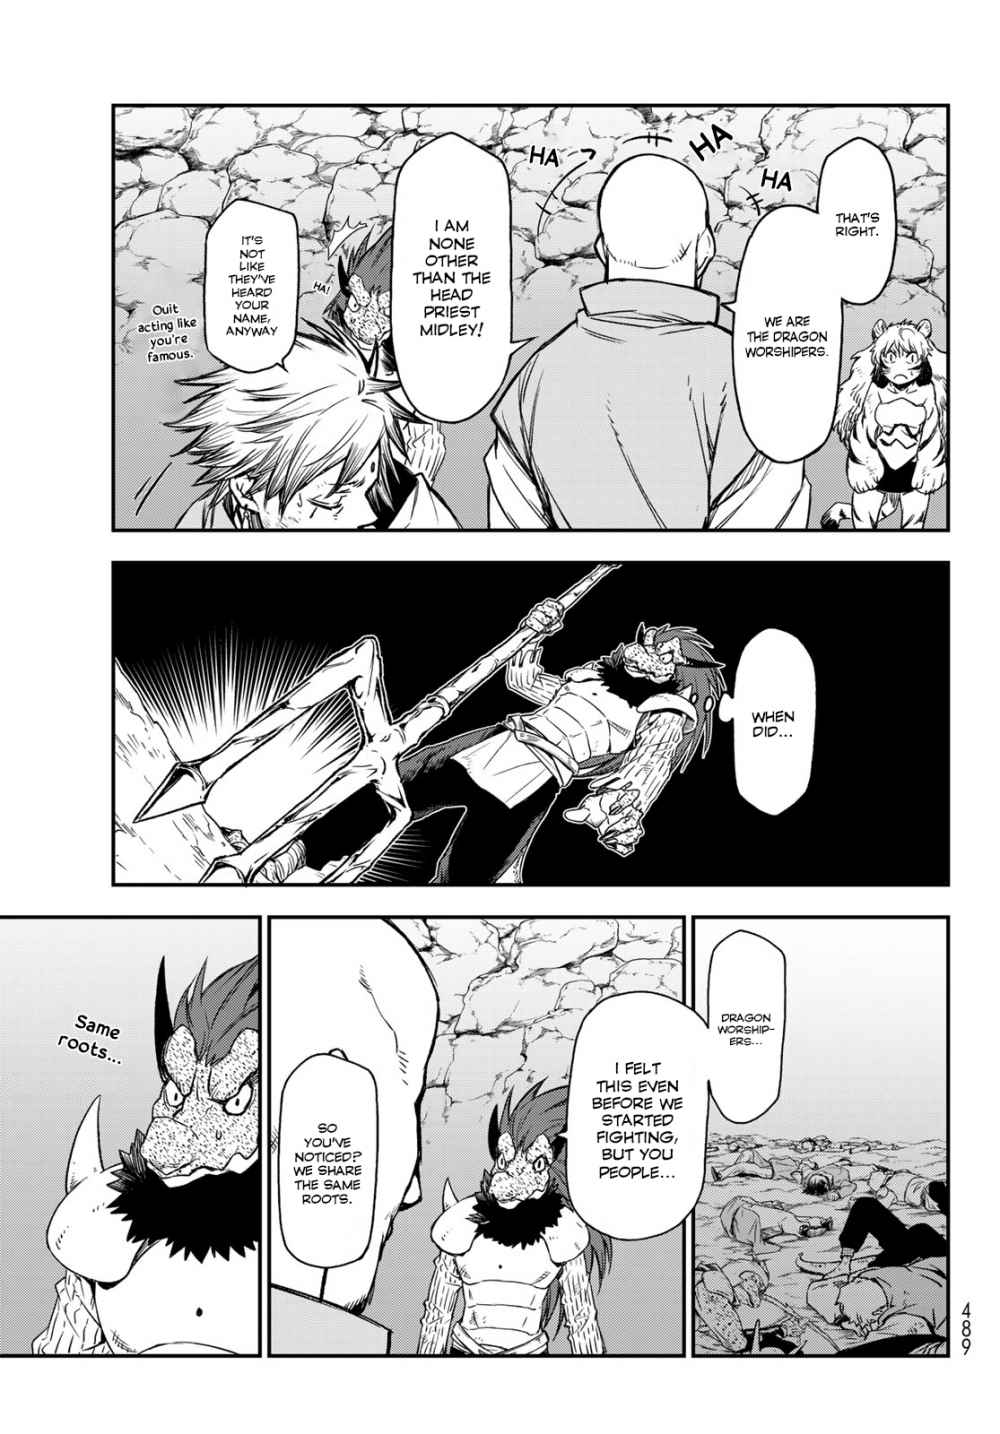 THAT'S
RIGHT.
WE ARE
THE DRAGON
WORSHIPERS.
HA
HA
HA
I AM
NONE
OTHER
THAN THE
HEAD
PRIEST
MIDLEY!
HA!
IT'S
NOT
LIKE
THEY'VE
HEARD
YOUR
NAME,
ANYWAY
Quit
acting like
you're
famous.
WHEN
DID...
DRAGON
WORSHIP-
ERS...
I FELT
THIS EVEN
BEFORE WE
STARTED
FIGHTING,
BUT YOU
PEOPLE...
SO
YOU'VE
NOTICED?
WE SHARE
THE SAME
ROOTS.
Same
roots...
489